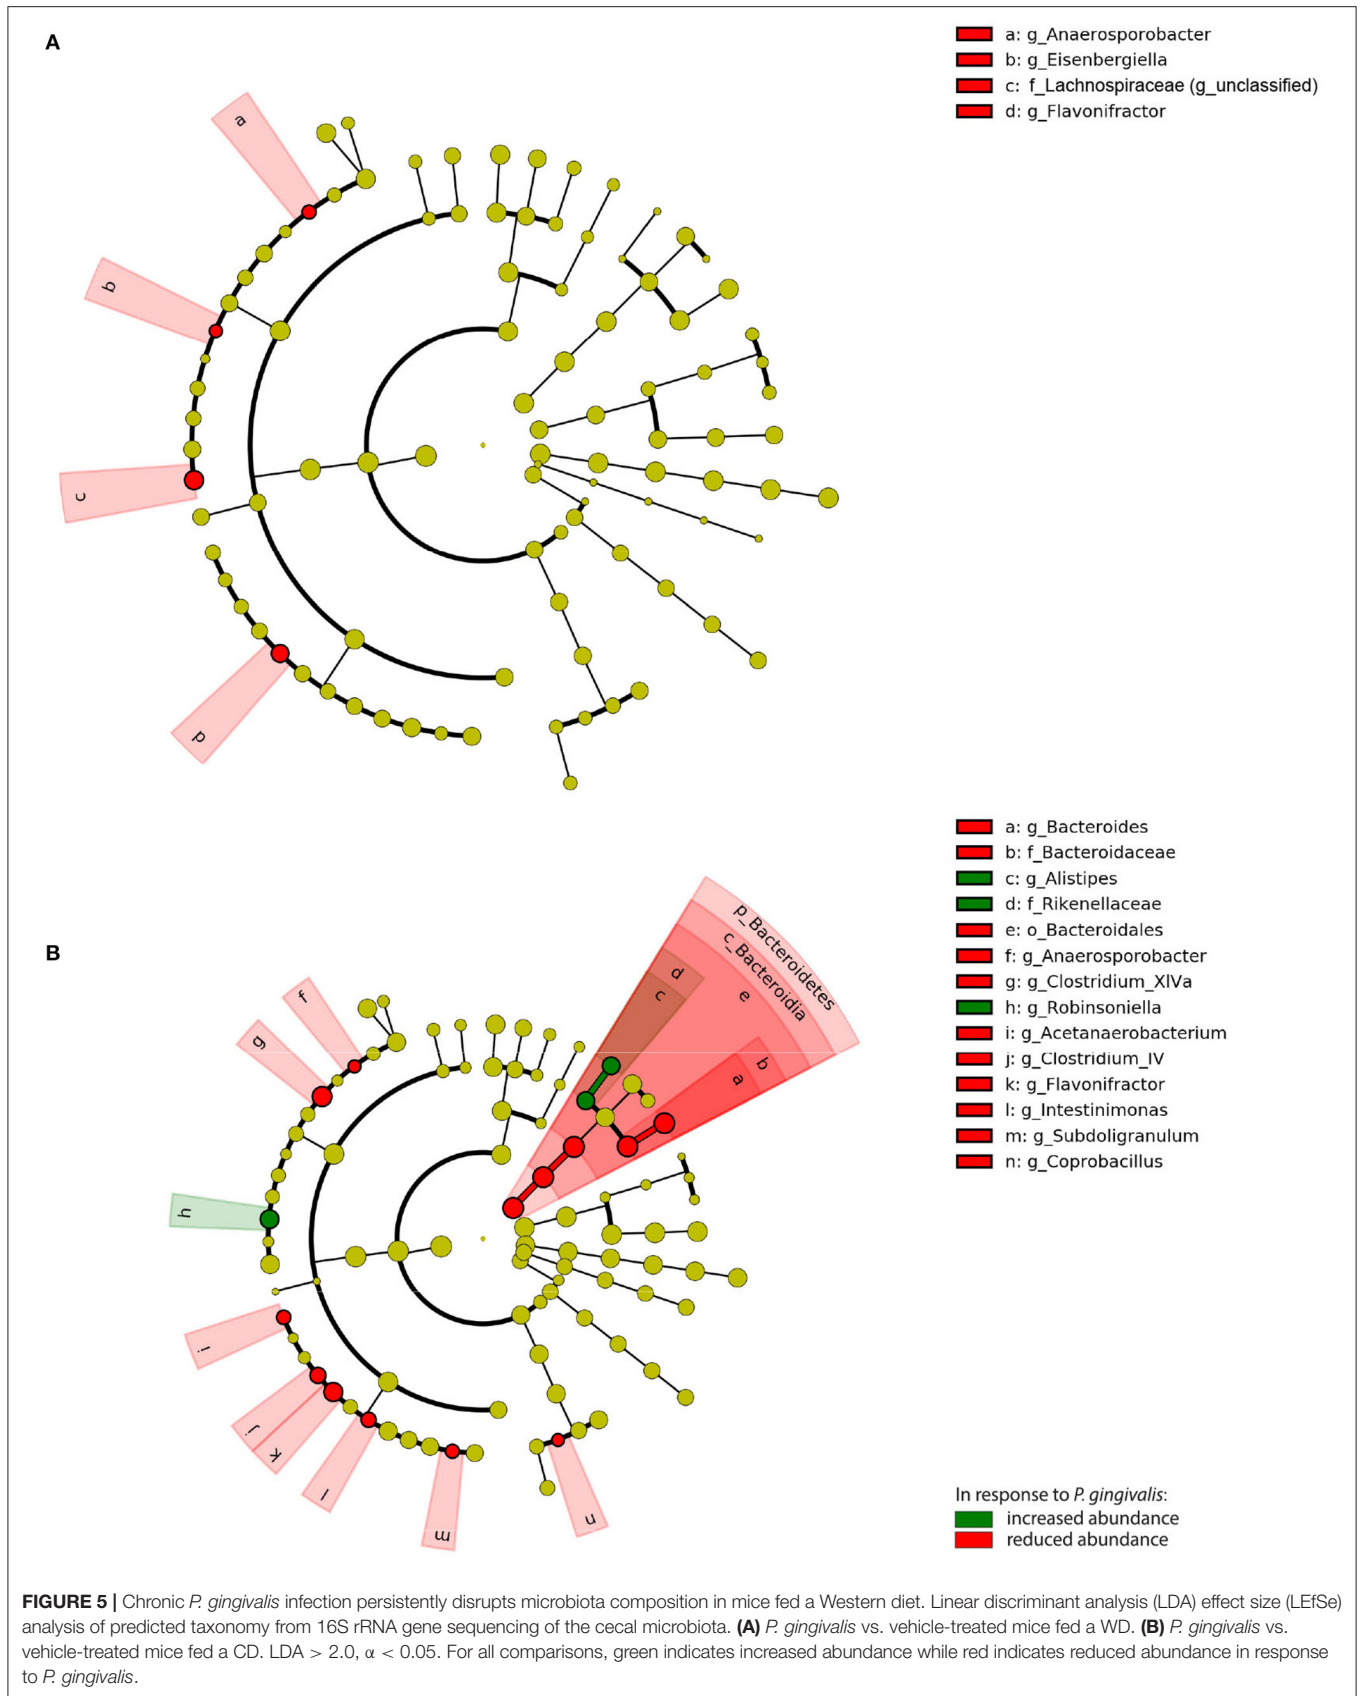 A
a: g_Anaerosporobacter
b: g_Eisenbergiella
c: f_Lachnospiraceae (g_unclassified)
d: g_Flavonifractor
a
b
c
d
B
a: g_Bacteroides
b: f_Bacteroidaceae
c: g_Alistipes
d: f_Rikenellaceae
e: o_Bacteroidales
f: g_Anaerosporobacter
g: g_Clostridium_XlVa
h: g_Robinsoniella
i: g_Acetanaerobacterium
j: g_Clostridium_IV
k: g_Flavonifractor
l: g_Intestinimonas
m: g_Subdoligranulum
n: g_Coprobacillus
p_Bacteroidetes
c_Bacteroidia
d
c
e
b
a
f
g
h
i
j
k
l
m
n
In response to P. gingivalis:
increased abundance
reduced abundance
FIGURE 5 | Chronic P. gingivalis infection persistently disrupts microbiota composition in mice fed a Western diet. Linear discriminant analysis (LDA) effect size (LEfSe)
analysis of predicted taxonomy from 16S rRNA gene sequencing of the cecal microbiota. (A) P. gingivalis vs. vehicle-treated mice fed a WD. (B) P. gingivalis vs.
vehicle-treated mice fed a CD. LDA > 2.0, α < 0.05. For all comparisons, green indicates increased abundance while red indicates reduced abundance in response
to P. gingivalis.